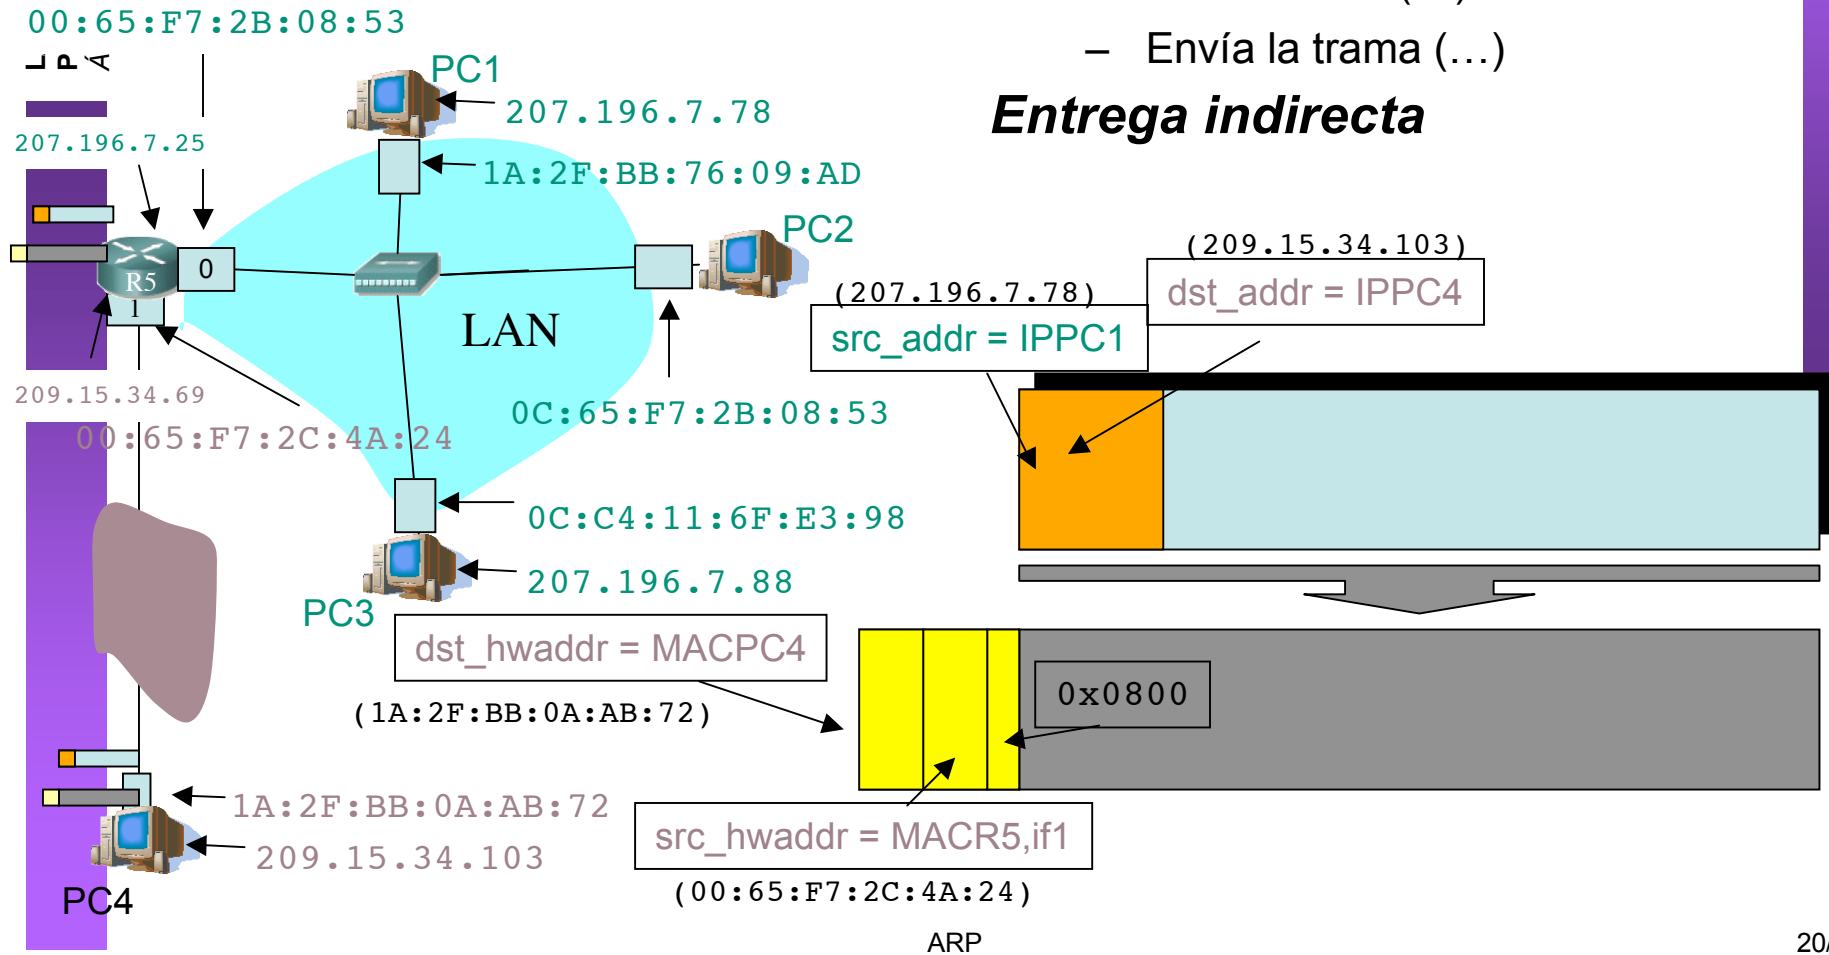 00:65:F7:2B:08:53
– Envía la trama (…)
PC1
207.196.7.78
Entrega indirecta
207.196.7.25
1A:2F:BB:76:09:AD
PC2
(209.15.34.103)
0
R5
dst_addr = IPPC4
(207.196.7.78)
1
LAN
src_addr = IPPC1
209.15.34.69
0C:65:F7:2B:08:53
00:65:F7:2C:4A:24
0C:C4:11:6F:E3:98
207.196.7.88
PC3
dst_hwaddr = MACPC4
0x0800
(1A:2F:BB:0A:AB:72)
1A:2F:BB:0A:AB:72
src_hwaddr = MACR5,if1
209.15.34.103
PC4
(00:65:F7:2C:4A:24)
ARP
20/